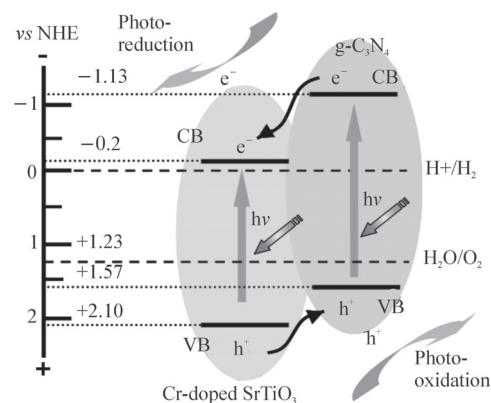 vs NHE
Photo-
reduction
g-C₃N₄
-
−1.13
e⁻
e⁻
CB
−1
CB
e⁻
−0.2
0
H+/H₂
hν
hν
+1.23
1
H₂O/O₂
+1.57
2
+2.10
h⁺
VB
VB
h⁺
h⁺
+
Photo-
oxidation
Cr-doped SrTiO₃